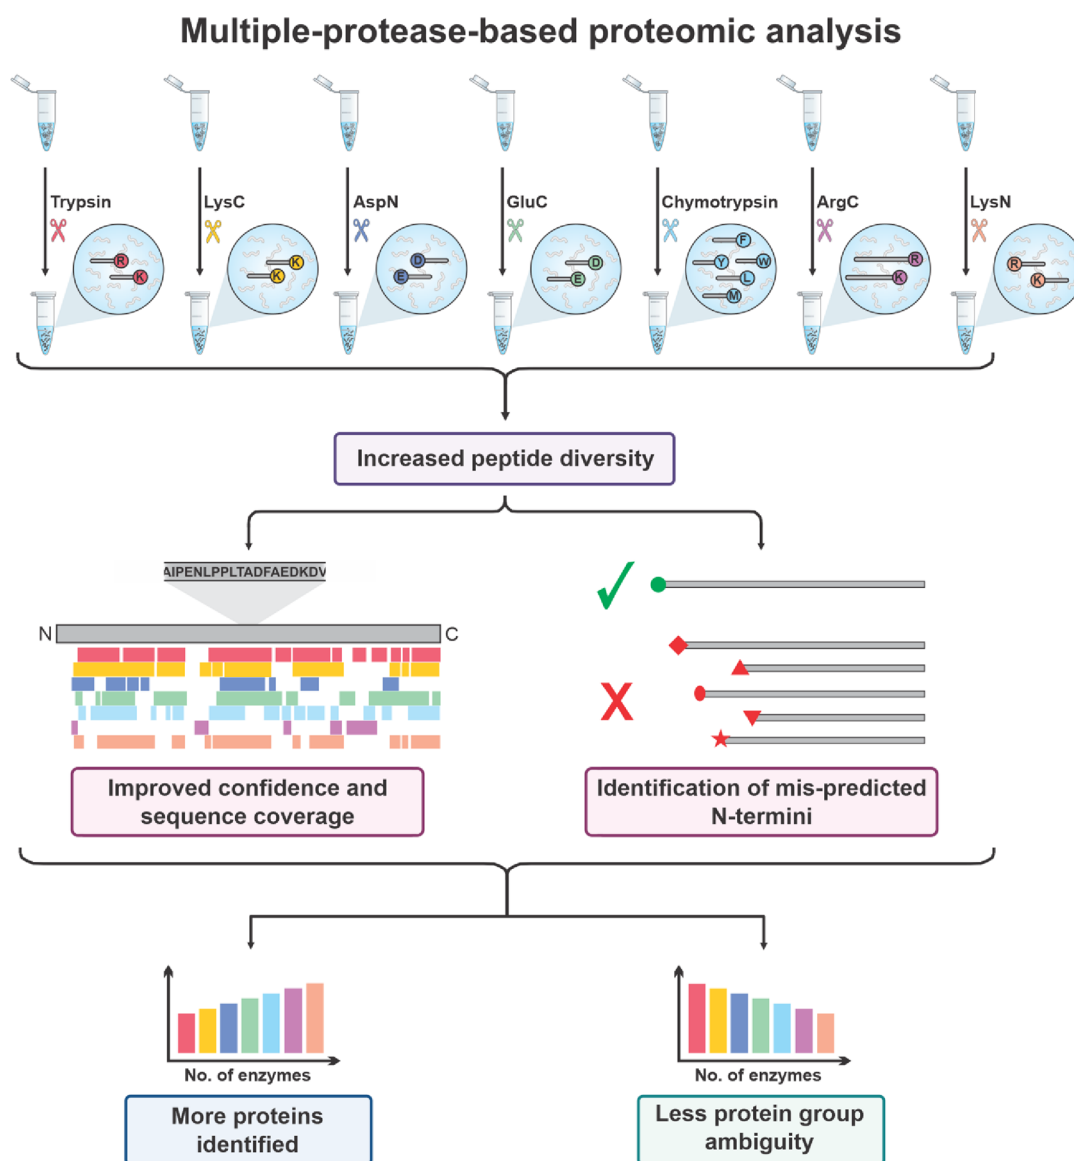 Multiple-protease-based proteomic analysis
Trypsin
LysC
AspN
GluC
Chymotrypsin
ArgC
LysN
R
K
K
K
D
E
D
E
F
Y
W
L
M
R
K
R
K
Increased peptide diversity
AIPENLPPLTADFAEDKDV
N
C
X
Improved confidence and
sequence coverage
Identification of mis-predicted
N-termini
No. of enzymes
No. of enzymes
More proteins
identified
Less protein group
ambiguity